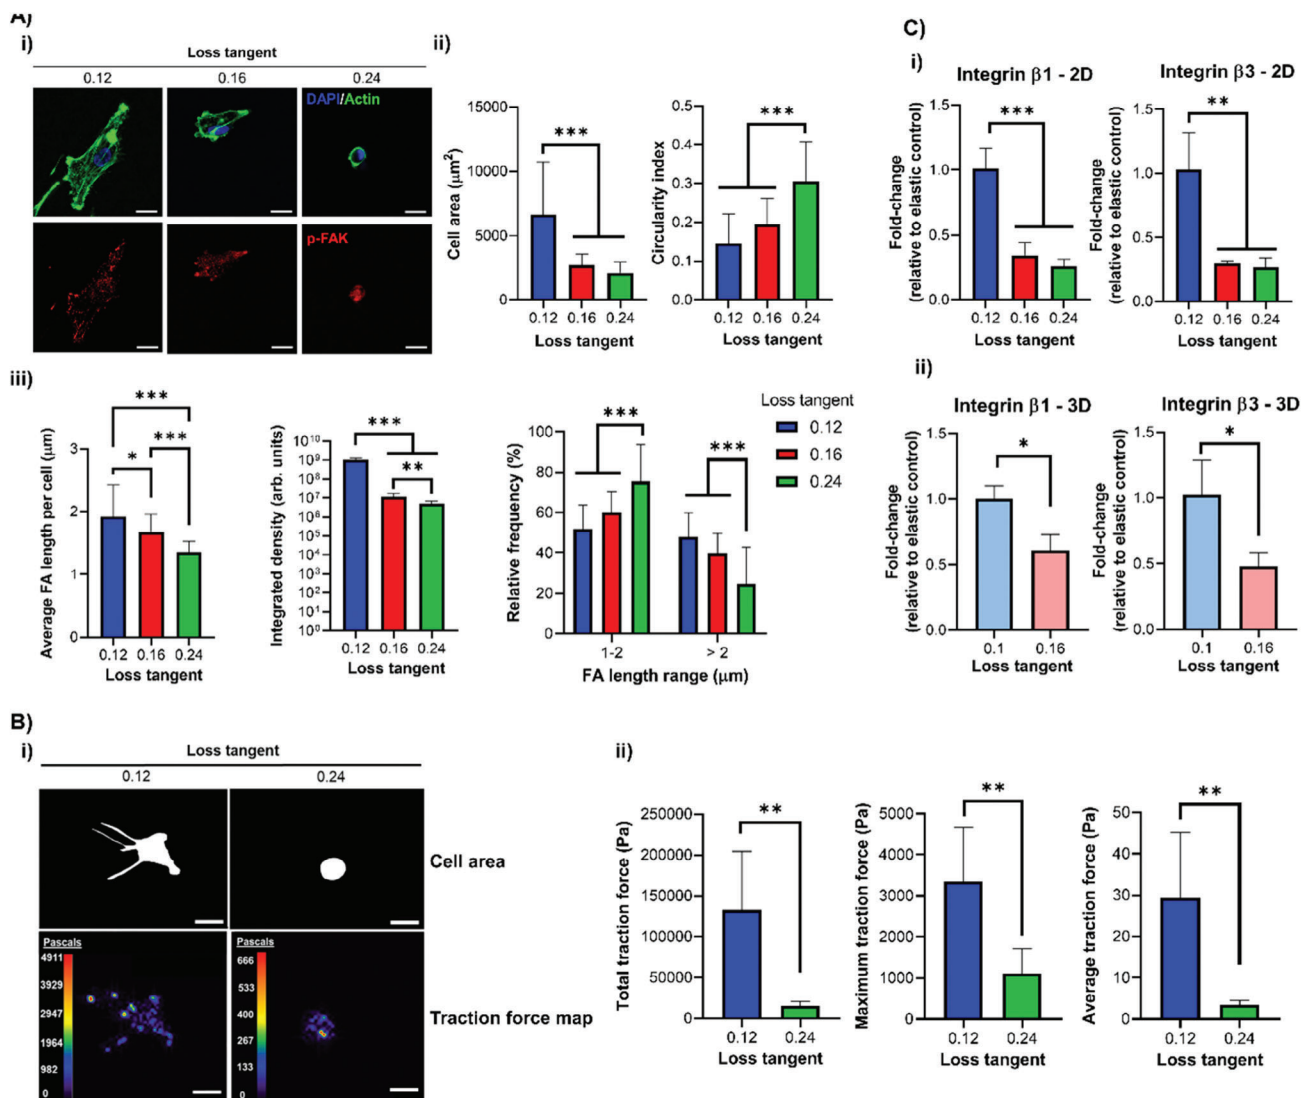 A)
i)
Loss tangent
0.12 0.16 0.24
DAPI/Actin
p-FAK
ii)
Cell area (μm²)
15000
10000
5000
0
0.12 0.16 0.24
Loss tangent
***
Circularity index
0.5
0.4
0.3
0.2
0.1
0.0
0.12 0.16 0.24
Loss tangent
***
iii)
Average FA length per cell (μm)
3
2
1
0
0.12 0.16 0.24
Loss tangent
***
***
*
Integrated density (arb. units)
10¹⁰
10⁹
10⁸
10⁷
10⁶
10⁵
10⁴
10³
10²
10¹
10⁰
0.12 0.16 0.24
Loss tangent
***
**
Relative frequency (%)
100
80
60
40
20
0
1-2 > 2
FA length range (μm)
***
***
Loss tangent
0.12
0.16
0.24
B)
i)
Loss tangent
0.12 0.24
Cell area
Pascals
4911
3929
2947
1964
982
0
Pascals
666
533
400
267
133
0
Traction force map
ii)
Total traction force (Pa)
250000
200000
150000
100000
50000
0
0.12 0.24
Loss tangent
**
Maximum traction force (Pa)
5000
4000
3000
2000
1000
0
0.12 0.24
Loss tangent
**
Average traction force (Pa)
50
40
30
20
10
0
0.12 0.24
Loss tangent
**
C)
i)
Integrin β1 - 2D
Fold-change
(relative to elastic control)
1.5
1.0
0.5
0.0
0.12 0.16 0.24
Loss tangent
***
Integrin β3 - 2D
Fold-change
(relative to elastic control)
1.5
1.0
0.5
0.0
0.12 0.16 0.24
Loss tangent
**
ii)
Integrin β1 - 3D
Fold-change
(relative to elastic control)
1.5
1.0
0.5
0.0
0.1 0.16
Loss tangent
*
Integrin β3 - 3D
Fold-change
(relative to elastic control)
1.5
1.0
0.5
0.0
0.1 0.16
Loss tangent
*